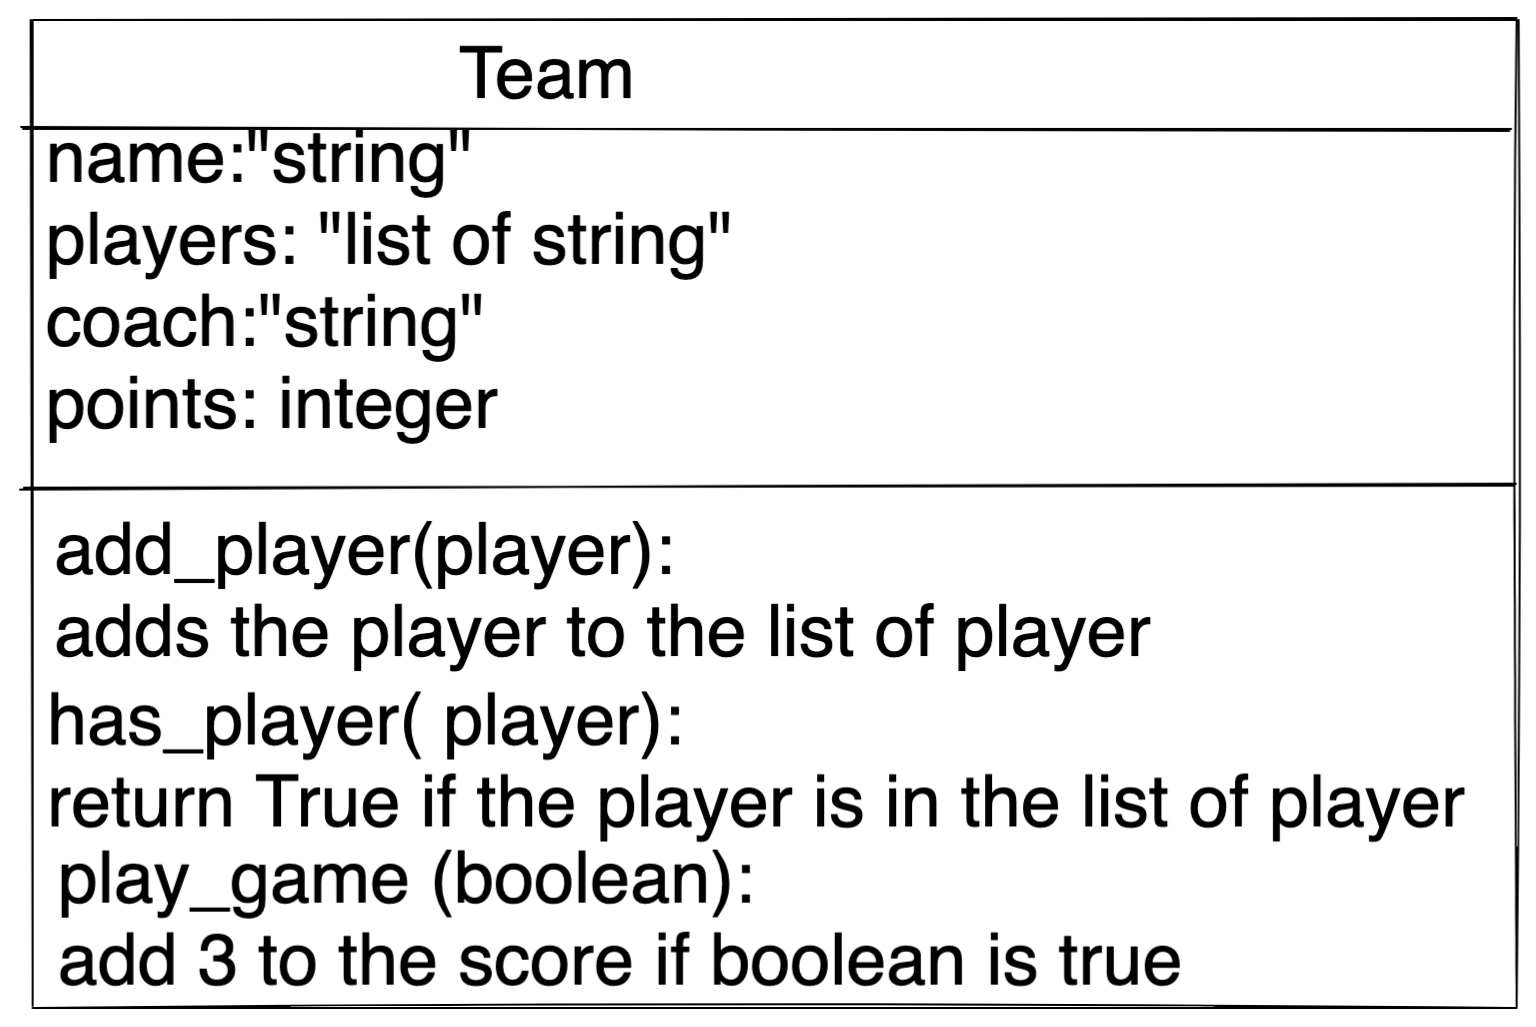 Team
name:"string"
players: "list of string"
coach:"string"
points: integer
add_player(player):
adds the player to the list of player
has_player( player):
return True if the player is in the list of player
play_game (boolean):
add 3 to the score if boolean is true